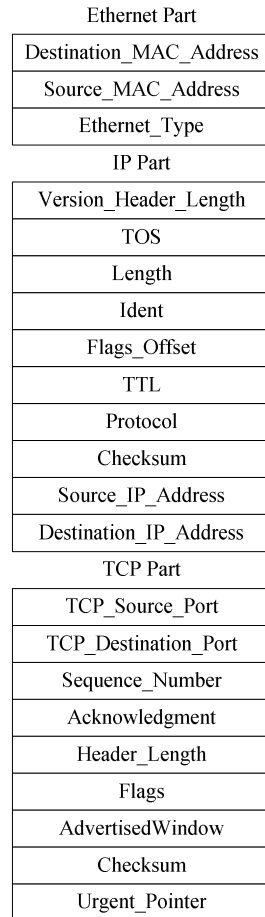 Ethernet Part
Destination_MAC_Address
Source_MAC_Address
Ethernet_Type
IP Part
Version_Header_Length
TOS
Length
Ident
Flags_Offset
TTL
Protocol
Checksum
Source_IP_Address
Destination_IP_Address
TCP Part
TCP_Source_Port
TCP_Destination_Port
Sequence_Number
Acknowledgment
Header_Length
Flags
AdvertisedWindow
Checksum
Urgent_Pointer